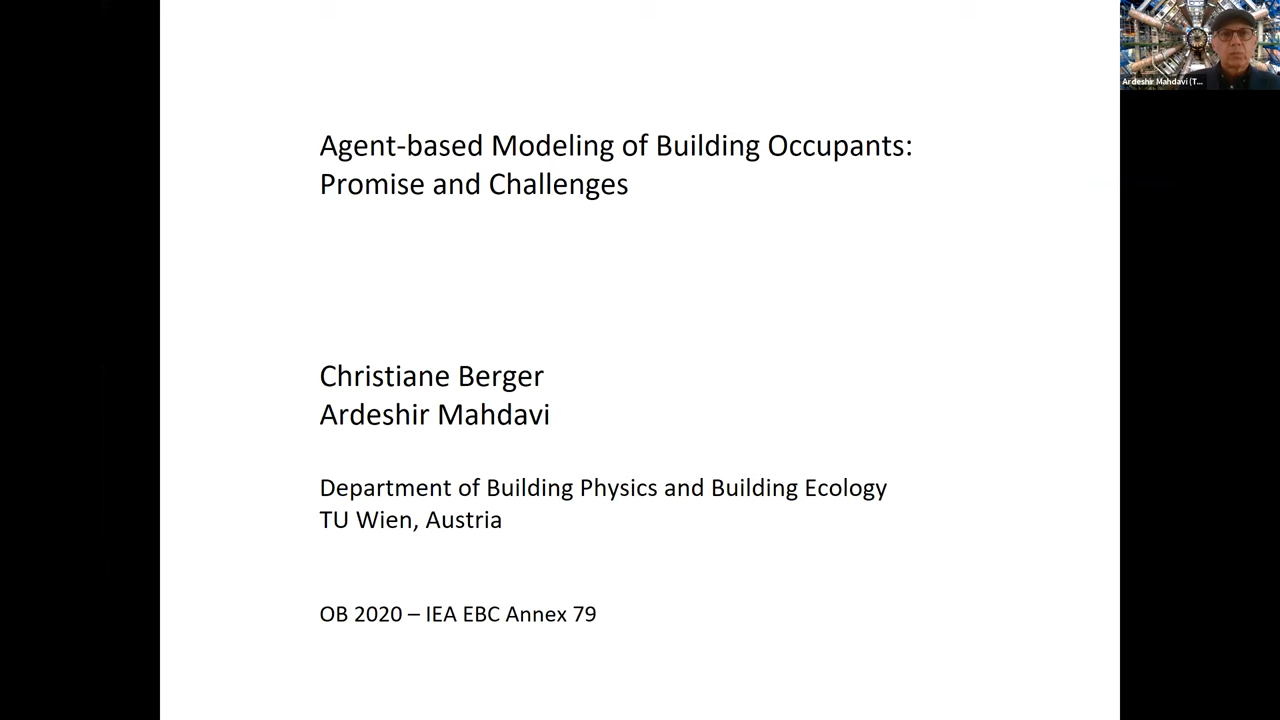 Agent-based Modeling of Building Occupants:
Promise and Challenges
Christiane Berger
Ardeshir Mahdavi
Department of Building Physics and Building Ecology
TU Wien, Austria
OB 2020 – IEA EBC Annex 79
Ardeshir Mahdavi (T...